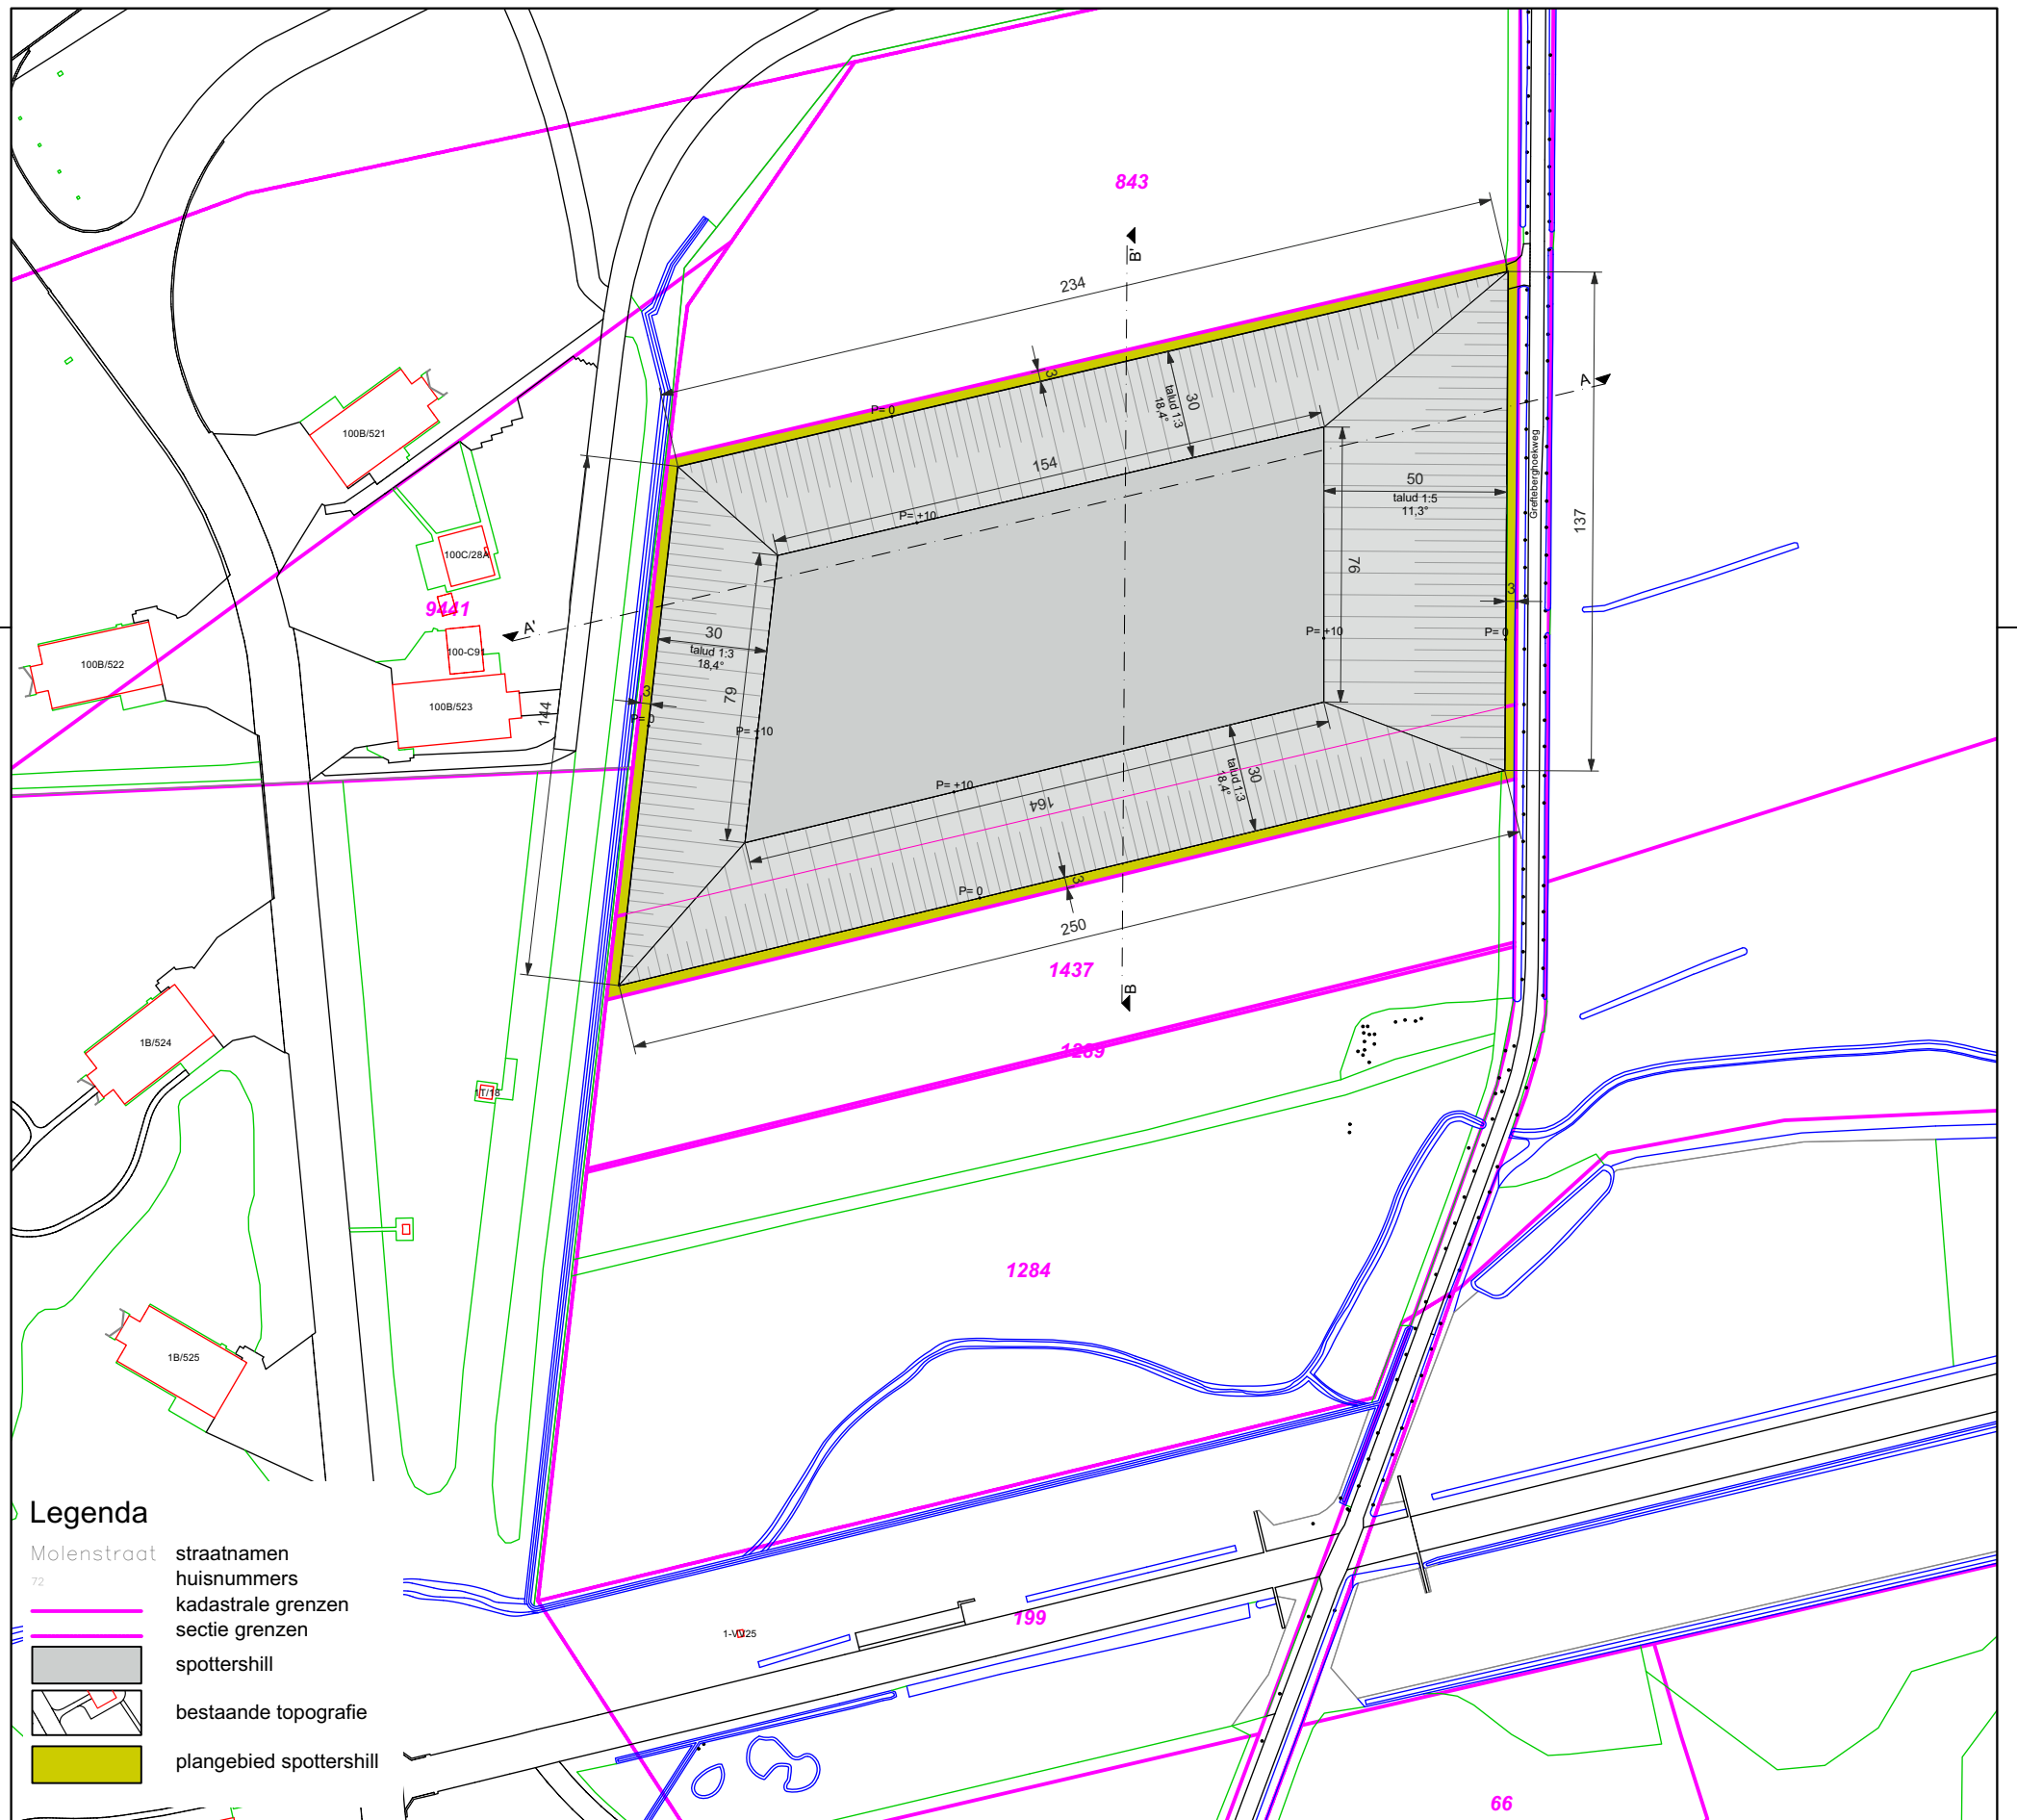 843
B'
234
A
3
P= 0
30
talud 1:3
18,4°
154
P= +10
50
talud 1:5
11,3°
Grefteberghoekweg
137
76
3
P= 0
P= +10
100B/521
100C/28A
9441
100-C91
100B/522
100B/523
A'
30
talud 1:3
18,4°
79
3
P= 0
P= +10
144
P= +10
164
30
talud 1:3
18,4°
P= 0
3
250
1437
B
1289
1B/524
1T/18
1284
1B/525
Legenda
Molenstraat straatnamen
72 huisnummers
kadastrale grenzen
sectie grenzen
spottershill
bestaande topografie
plangebied spottershill
199
66